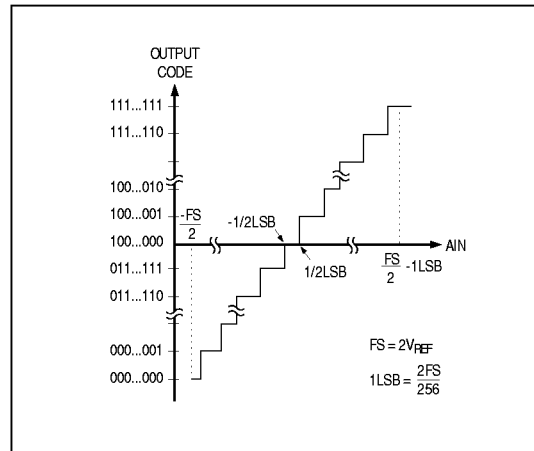 OUTPUT
CODE
111...111
111...110
100...010
100...001
100...000
011...111
011...110
000...001
000...000
-FS
2
-1/2LSB
1/2LSB
AIN
FS
2
-1LSB
FS = 2VREF
1LSB = 2FS
256